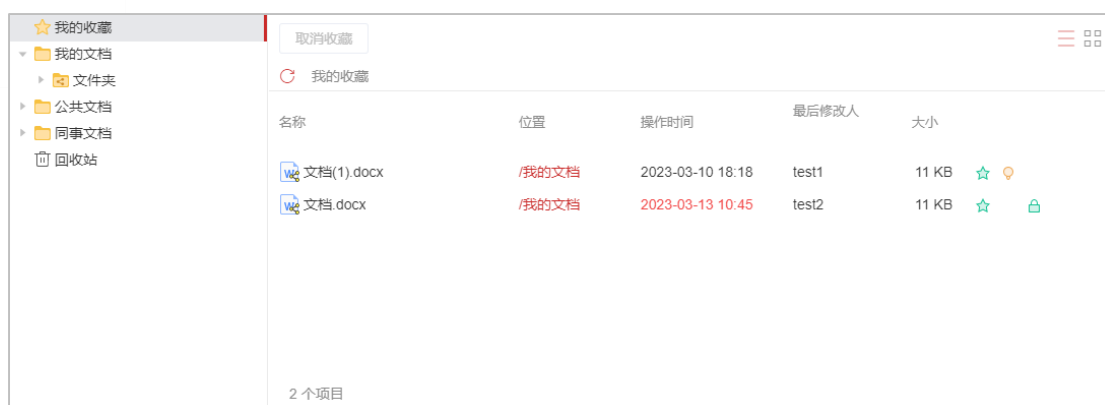 我的收藏
我的文档
文件夹
公共文档
同事文档
回收站
取消收藏
我的收藏
名称 位置 操作时间 最后修改人 大小
文档(1).docx /我的文档 2023-03-10 18:18 test1 11 KB
文档.docx /我的文档 2023-03-13 10:45 test2 11 KB
2 个项目